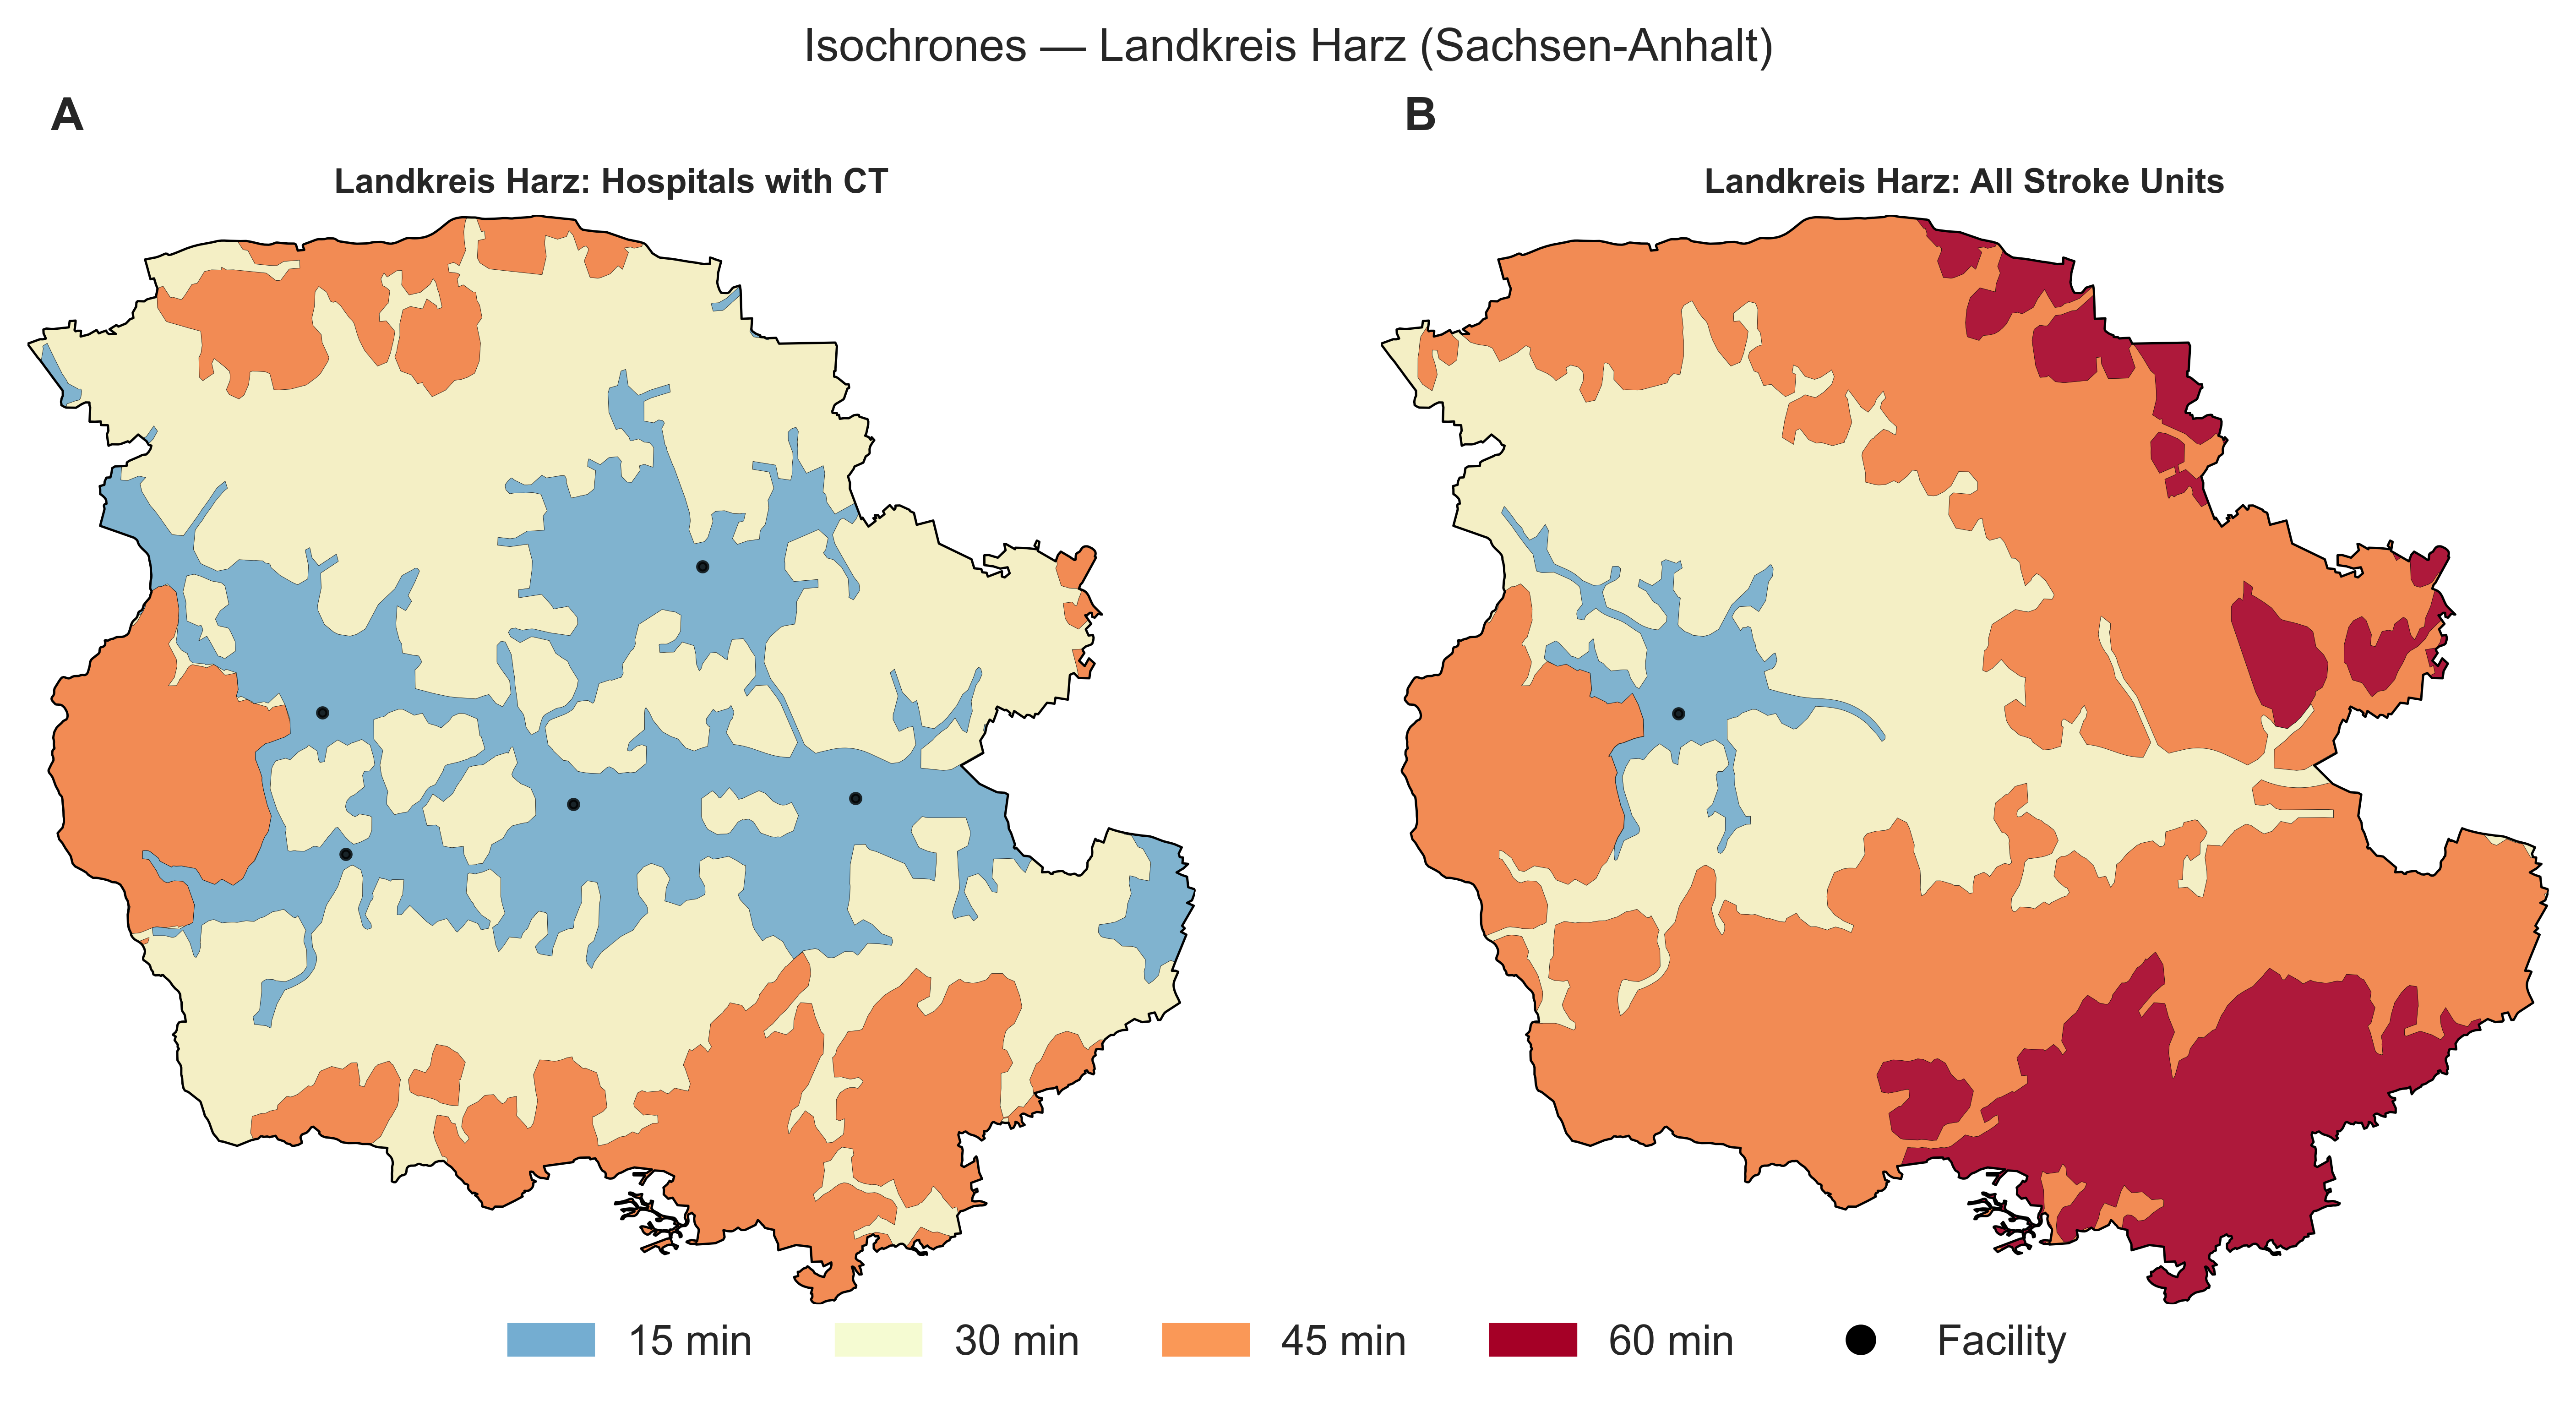 Isochrones — Landkreis Harz (Sachsen-Anhalt)
A
B
Landkreis Harz: Hospitals with CT
Landkreis Harz: All Stroke Units
15 min
30 min
45 min
60 min
Facility